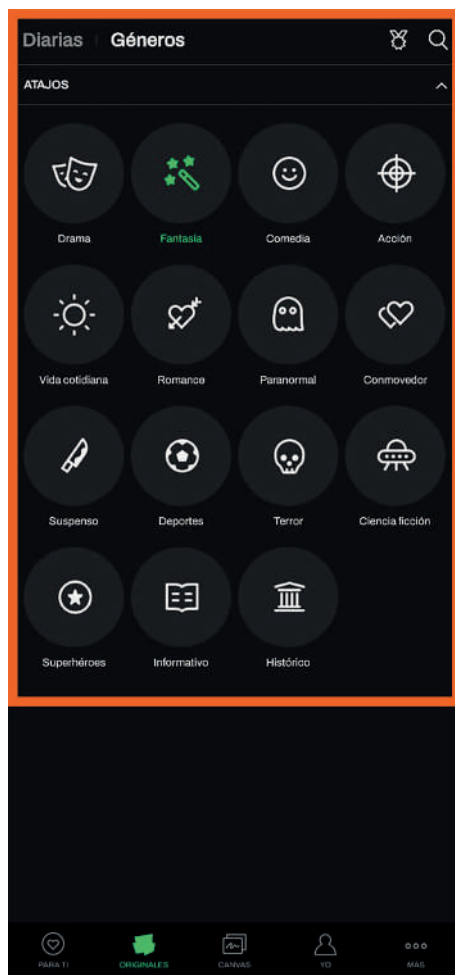 Diarias Géneros
ATAJOS
Drama Fantasía Comedia Acción
Vida cotidiana Romance Paranormal Conmovedor
Suspenso Deportes Terror Ciencia ficción
Superhéroes Informativo Histórico
PARA TI ORIGINALES CANVAS YO MÁS